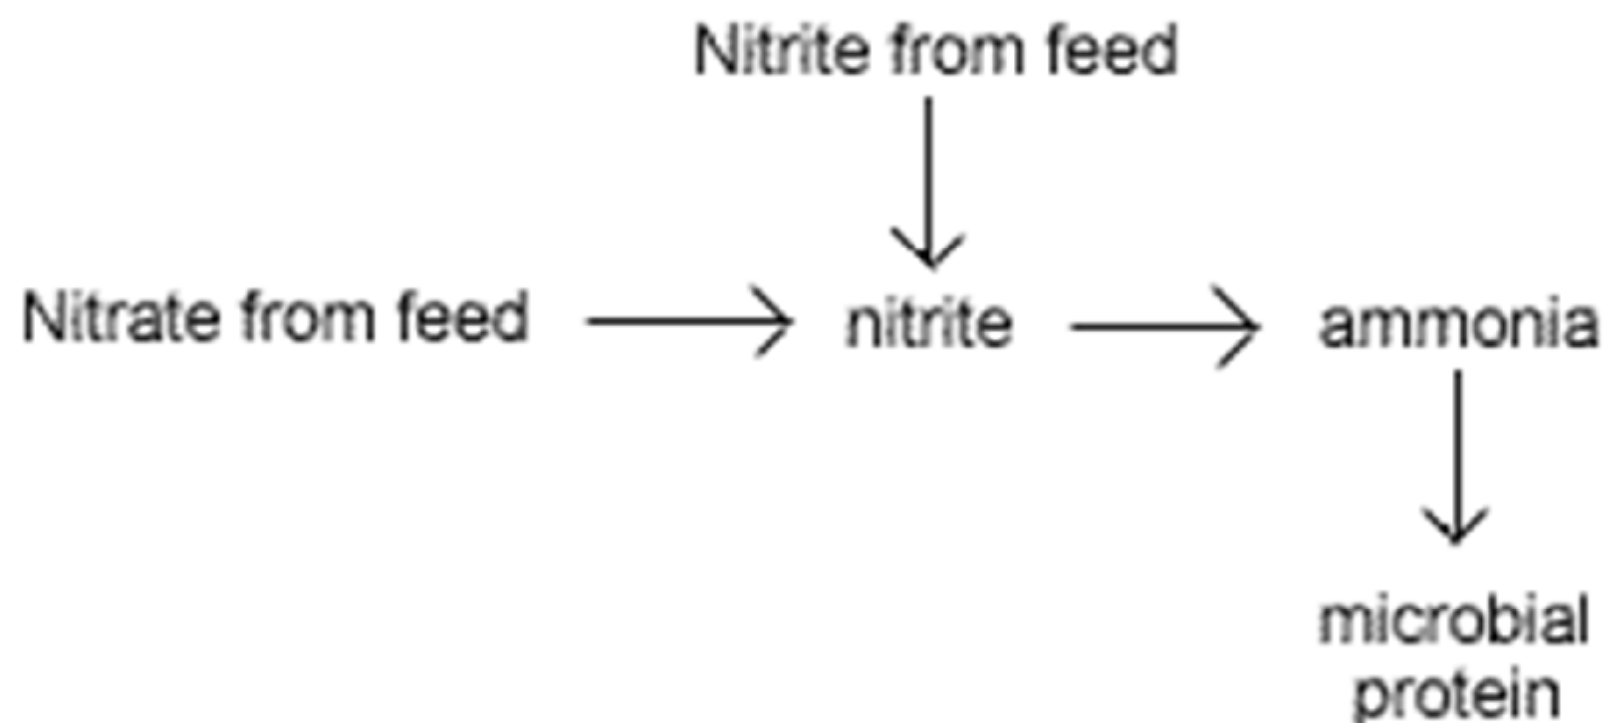 Nitrite from feed
Nitrate from feed
nitrite
ammonia
microbial
protein